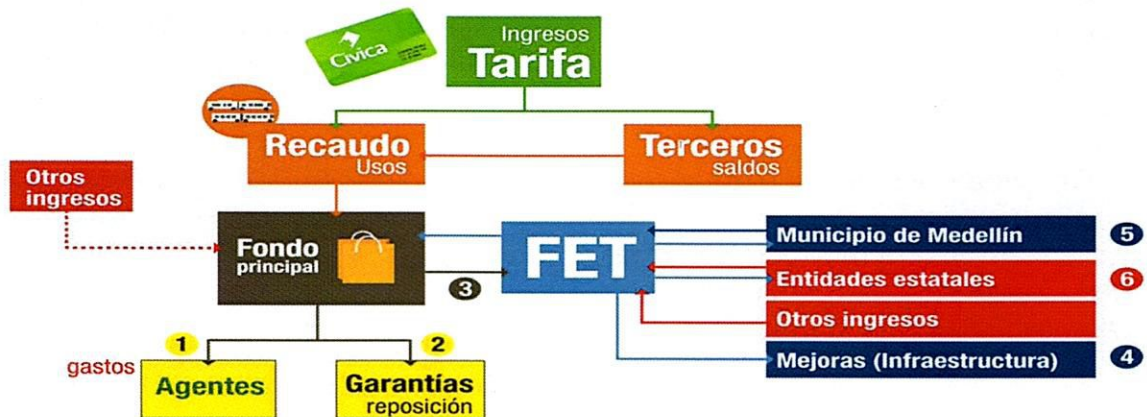 Cívica
Ingresos
Tarifa
Recaudo
Usos
Terceros
saldos
Otros
ingresos
Fondo
principal
FET
3
Municipio de Medellín
5
Entidades estatales
6
Otros ingresos
Mejoras (Infraestructura)
4
1
2
gastos
Agentes
Garantías
reposición